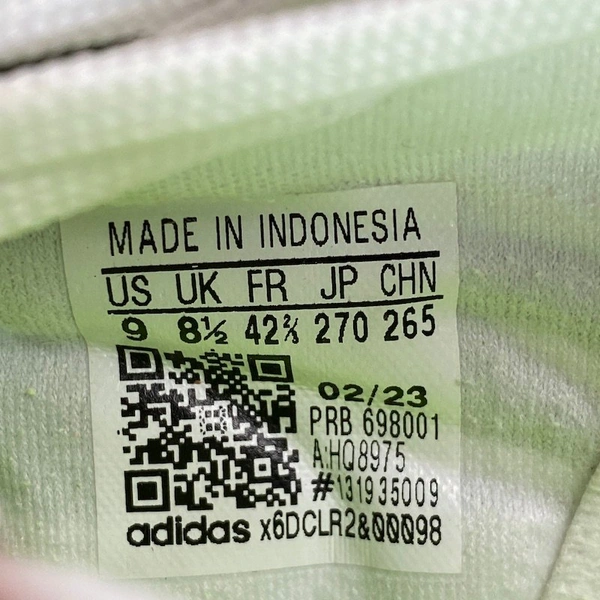 MADE IN INDONESIA
US UK FR JP CHN
9 8½ 42⅔ 270 265
02/23
PRB 698001
A:HQ8975
#131935009
adidas x6DCLR2&00098